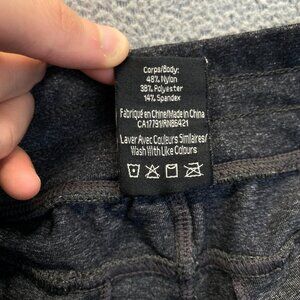 Corps/Body:
48% Nylon
38% Polyester
14% Spandex
Fabriqué en Chine/Made in China
CA17791/RN86421
Laver Avec Couleurs Similaires/
Wash With Like Colours